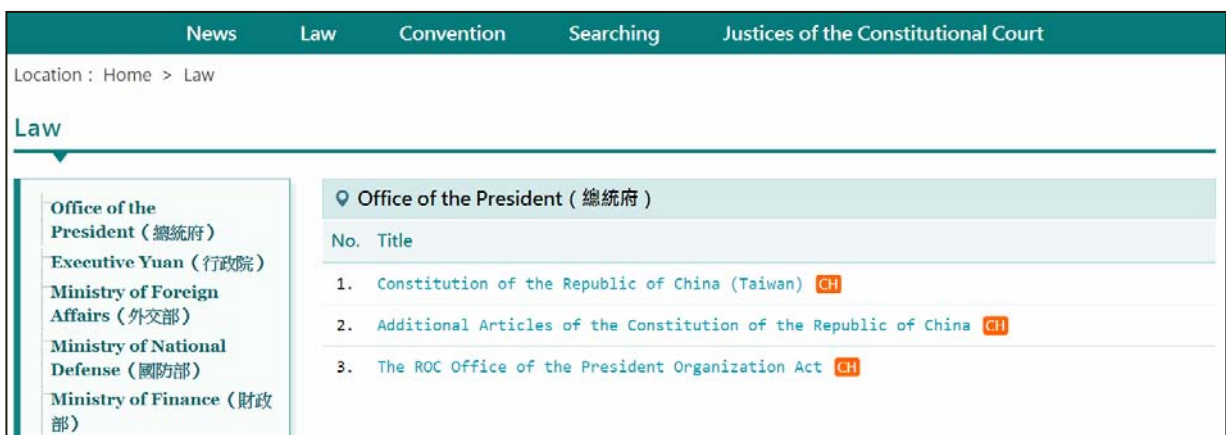 News Law Convention Searching Justices of the Constitutional Court
Location : Home > Law
Law
Office of the
President ( 總統府 )
Executive Yuan ( 行政院 )
Ministry of Foreign
Affairs ( 外交部 )
Ministry of National
Defense ( 國防部 )
Ministry of Finance ( 財政
部 )
Office of the President ( 總統府 )
No. Title
1. Constitution of the Republic of China (Taiwan) CH
2. Additional Articles of the Constitution of the Republic of China CH
3. The ROC Office of the President Organization Act CH